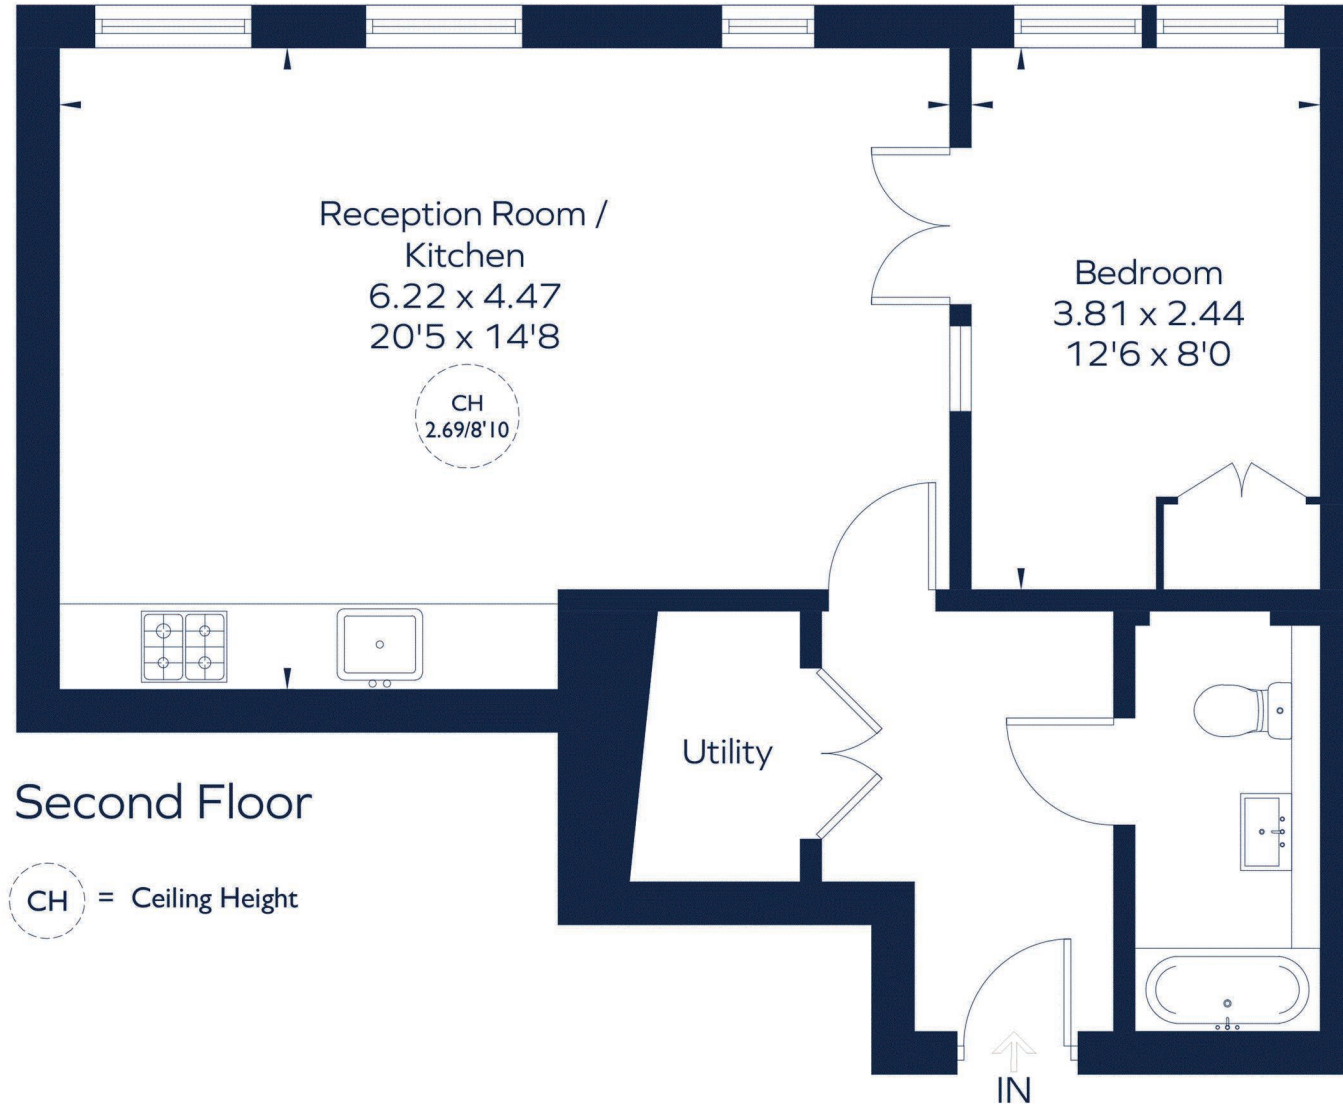 Reception Room /
Kitchen
6.22 x 4.47
20'5 x 14'8
CH
2.69/8'10
Bedroom
3.81 x 2.44
12'6 x 8'0
Utility
Second Floor
CH = Ceiling Height
IN